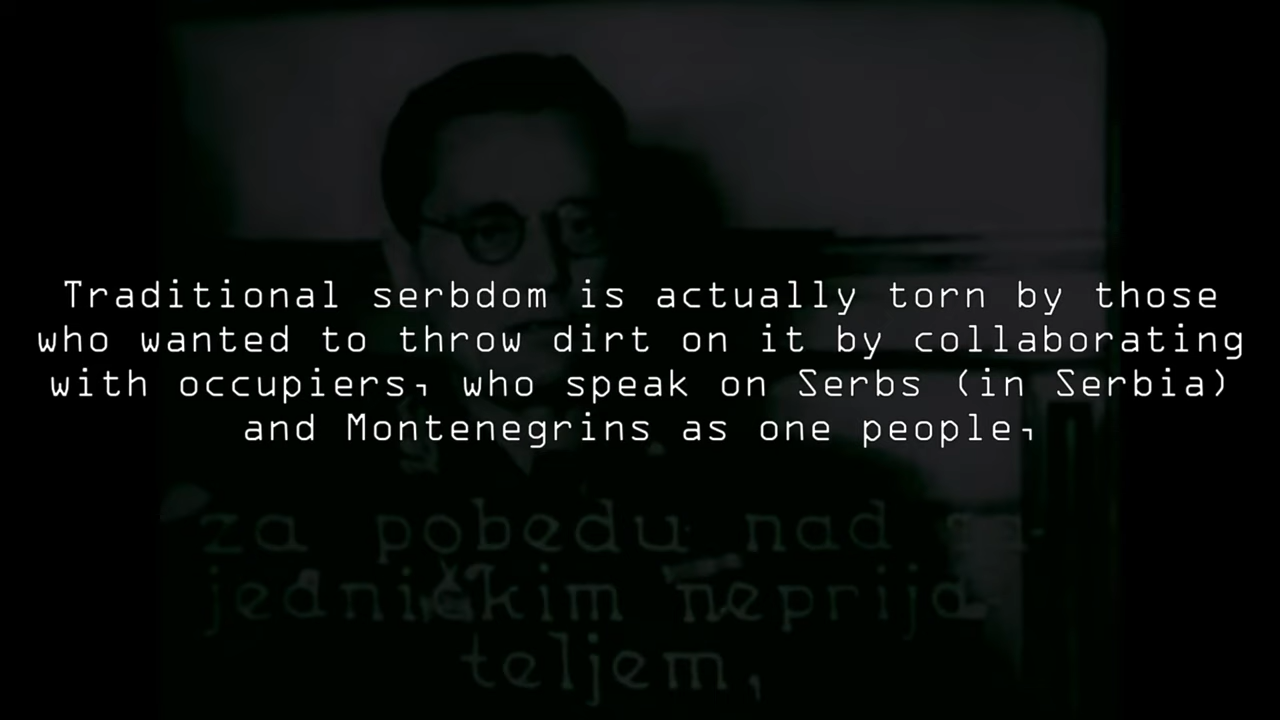 Traditional serbdom is actually torn by those
who wanted to throw dirt on it by collaborating
with occupiers, who speak on Serbs (in Serbia)
and Montenegrins as one people,
za pobedu nad
jedničkim neprija-
teljem,